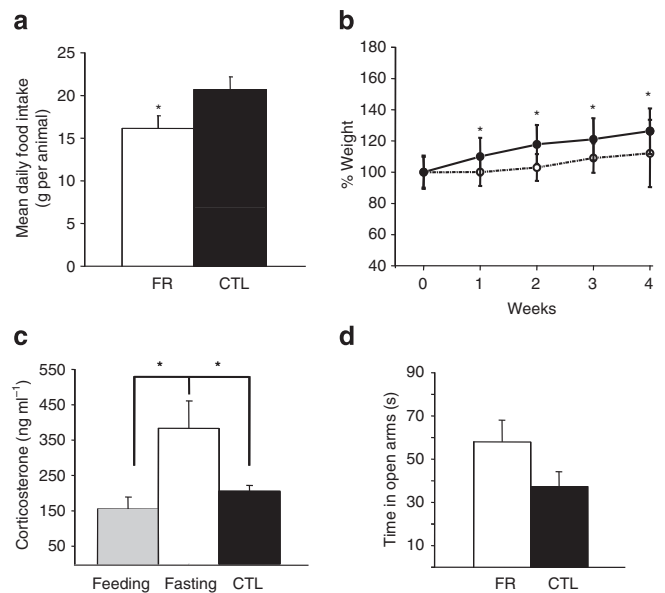 a
25
20
15
10
5
0
Mean daily food intake
(g per animal)
*
FR CTL
b
180
160
140
120
100
80
60
40
% Weight
* * * *
0 1 2 3 4
Weeks
c
550
450
350
250
150
50
Corticosterone (ng ml−1)
* *
Feeding Fasting CTL
d
90
70
50
30
10
Time in open arms (s)
FR CTL